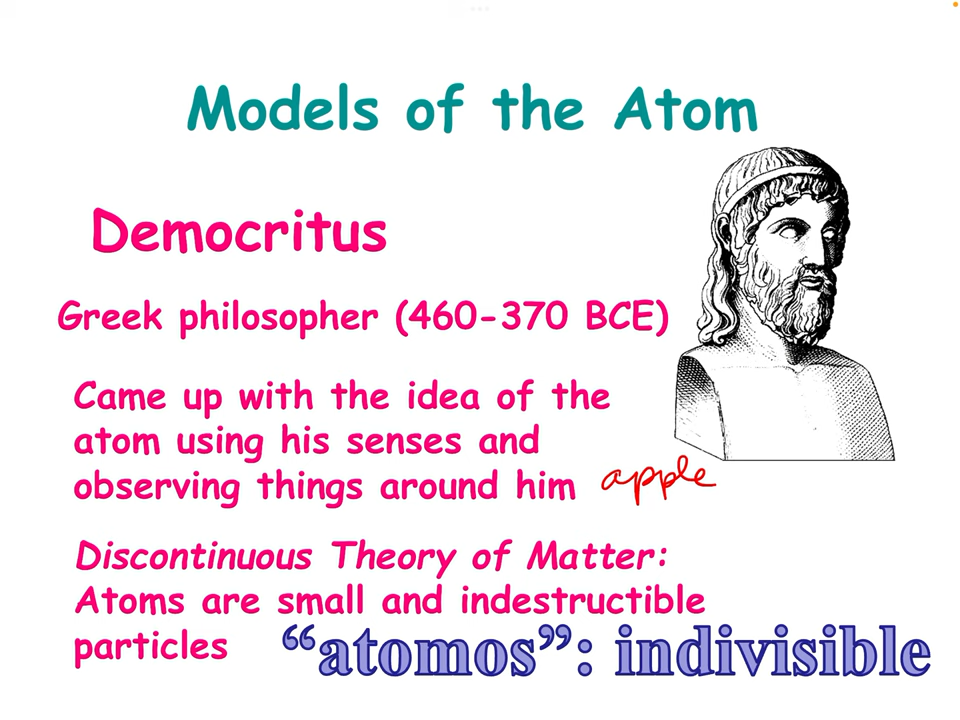 Models of the Atom
Democritus
Greek philosopher (460-370 BCE)
Came up with the idea of the
atom using his senses and
observing things around him apple
Discontinuous Theory of Matter:
Atoms are small and indestructible
particles
“atomos”: indivisible